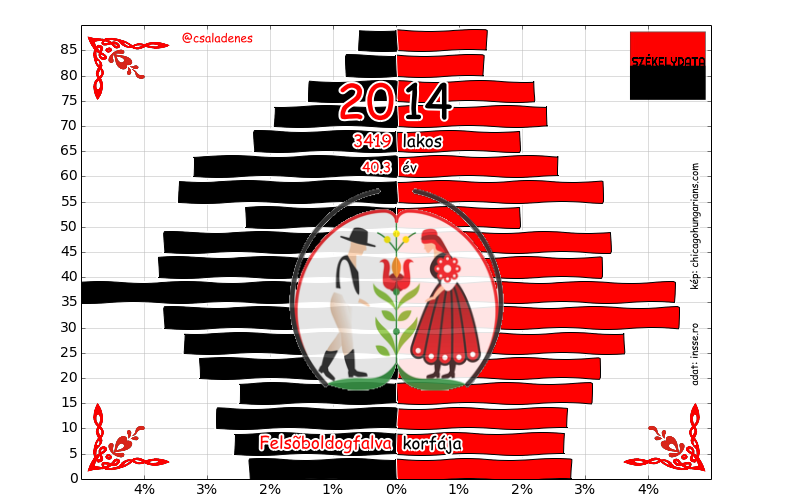 @csaladenes
SZÉKELYDATA
2014
3419 lakos
40.3 év
kép: chicagohungarians.com
adat: insse.ro
Felsőboldogfalva korfája
85
80
75
70
65
60
55
50
45
40
35
30
25
20
15
10
5
0
4% 3% 2% 1% 0% 1% 2% 3% 4%